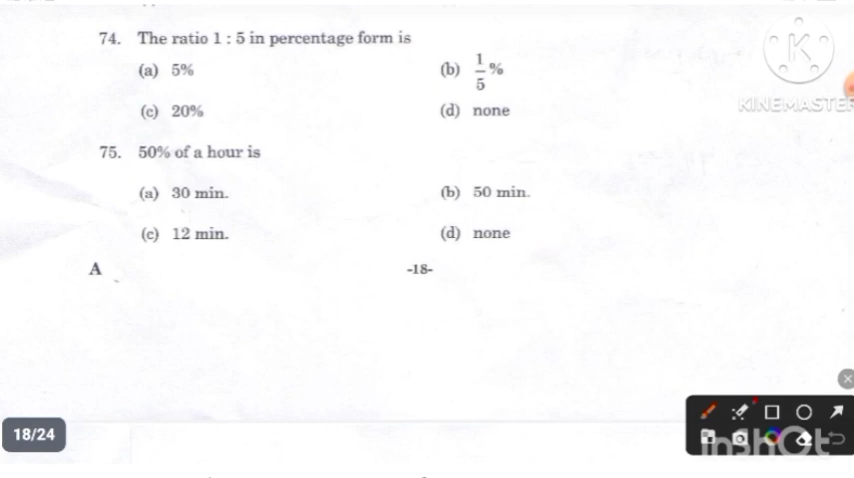 74. The ratio 1 : 5 in percentage form is
(a) 5% (b) 1/5 %
(c) 20% (d) none
K
KINEMASTER
75. 50% of a hour is
(a) 30 min. (b) 50 min.
(c) 12 min. (d) none
A -18-
18/24
InShOt